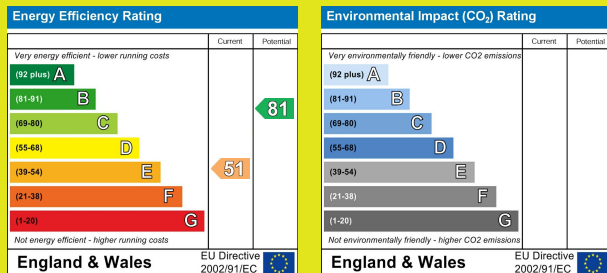 Energy Efficiency Rating
Current Potential
Very energy efficient - lower running costs
(92 plus) A
(81-91) B
(69-80) C
(55-68) D
(39-54) E
(21-38) F
(1-20) G
81
51
Not energy efficient - higher running costs
England & Wales
EU Directive
2002/91/EC
Environmental Impact (CO₂) Rating
Current Potential
Very environmentally friendly - lower CO2 emissions
(92 plus) A
(81-91) B
(69-80) C
(55-68) D
(39-54) E
(21-38) F
(1-20) G
Not environmentally friendly - higher CO2 emissions
England & Wales
EU Directive
2002/91/EC